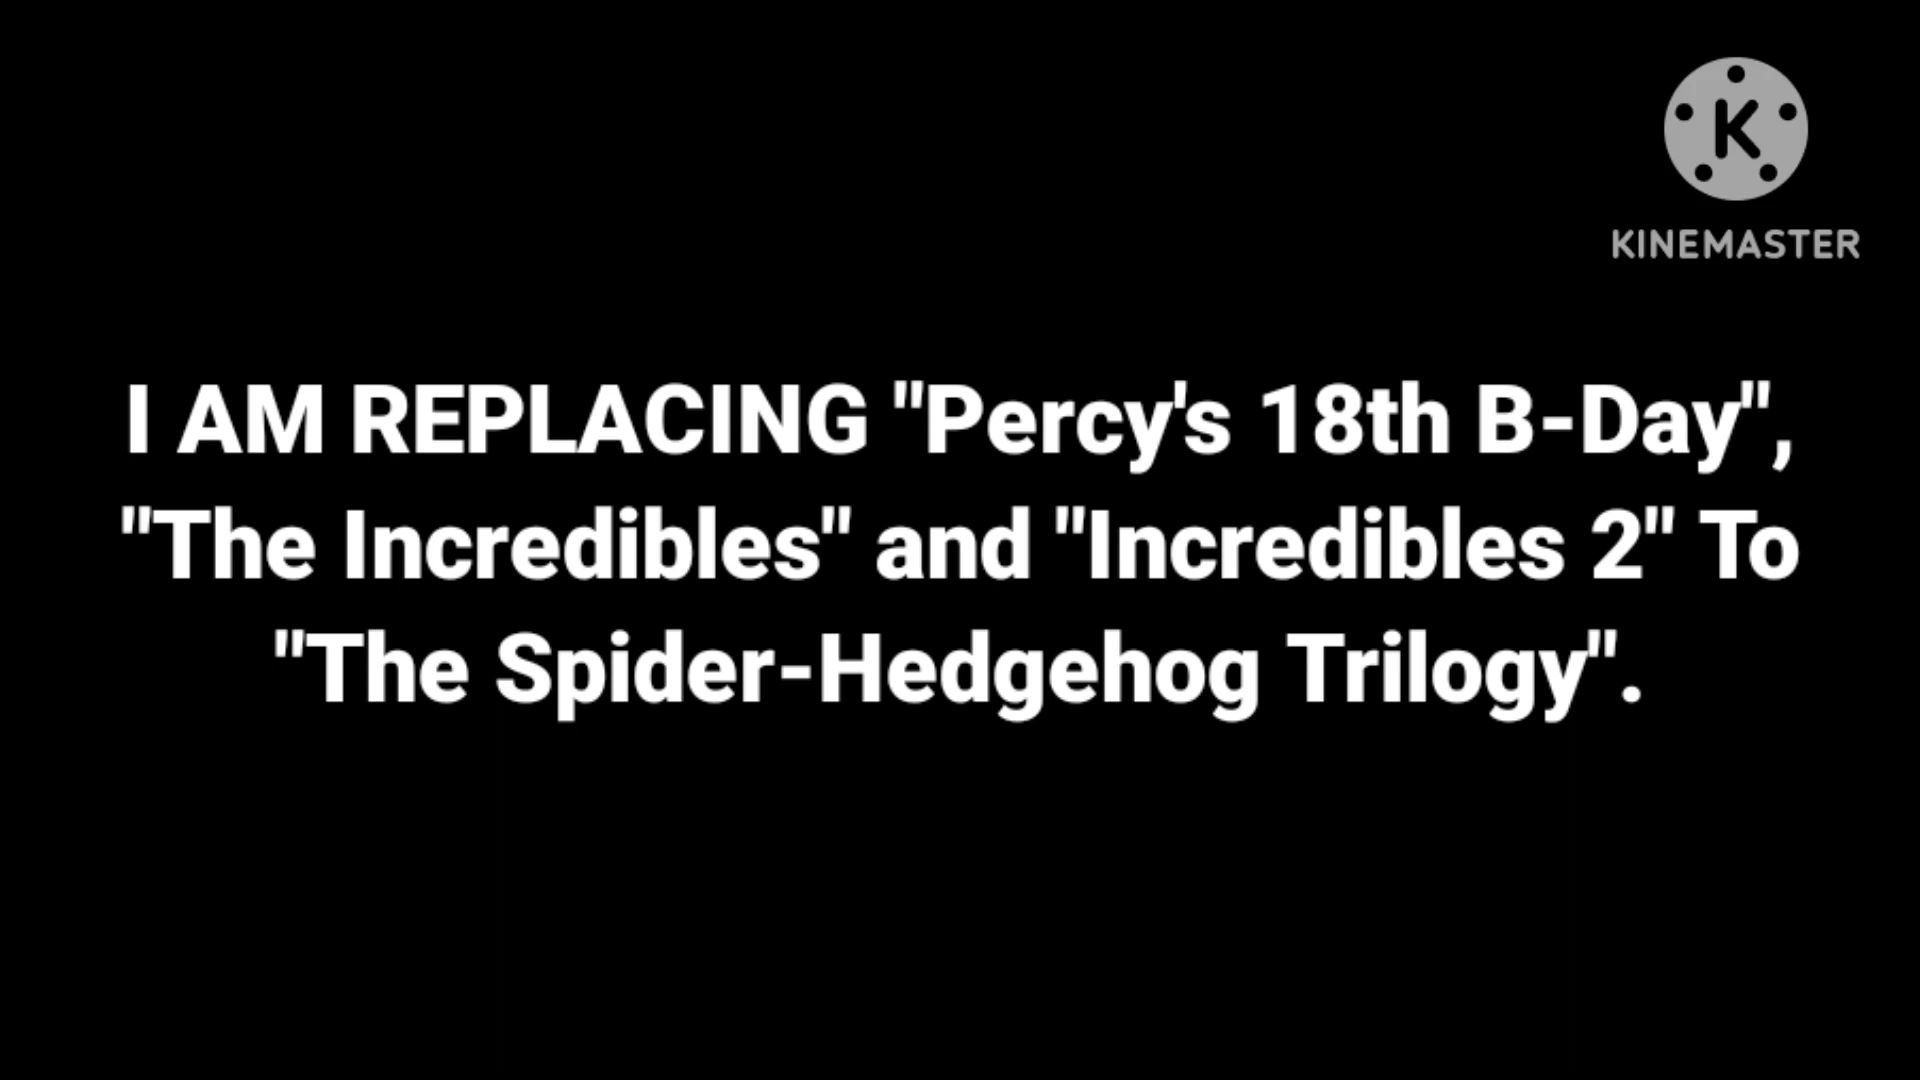 K
KINEMASTER
I AM REPLACING "Percy's 18th B-Day",
"The Incredibles" and "Incredibles 2" To
"The Spider-Hedgehog Trilogy".